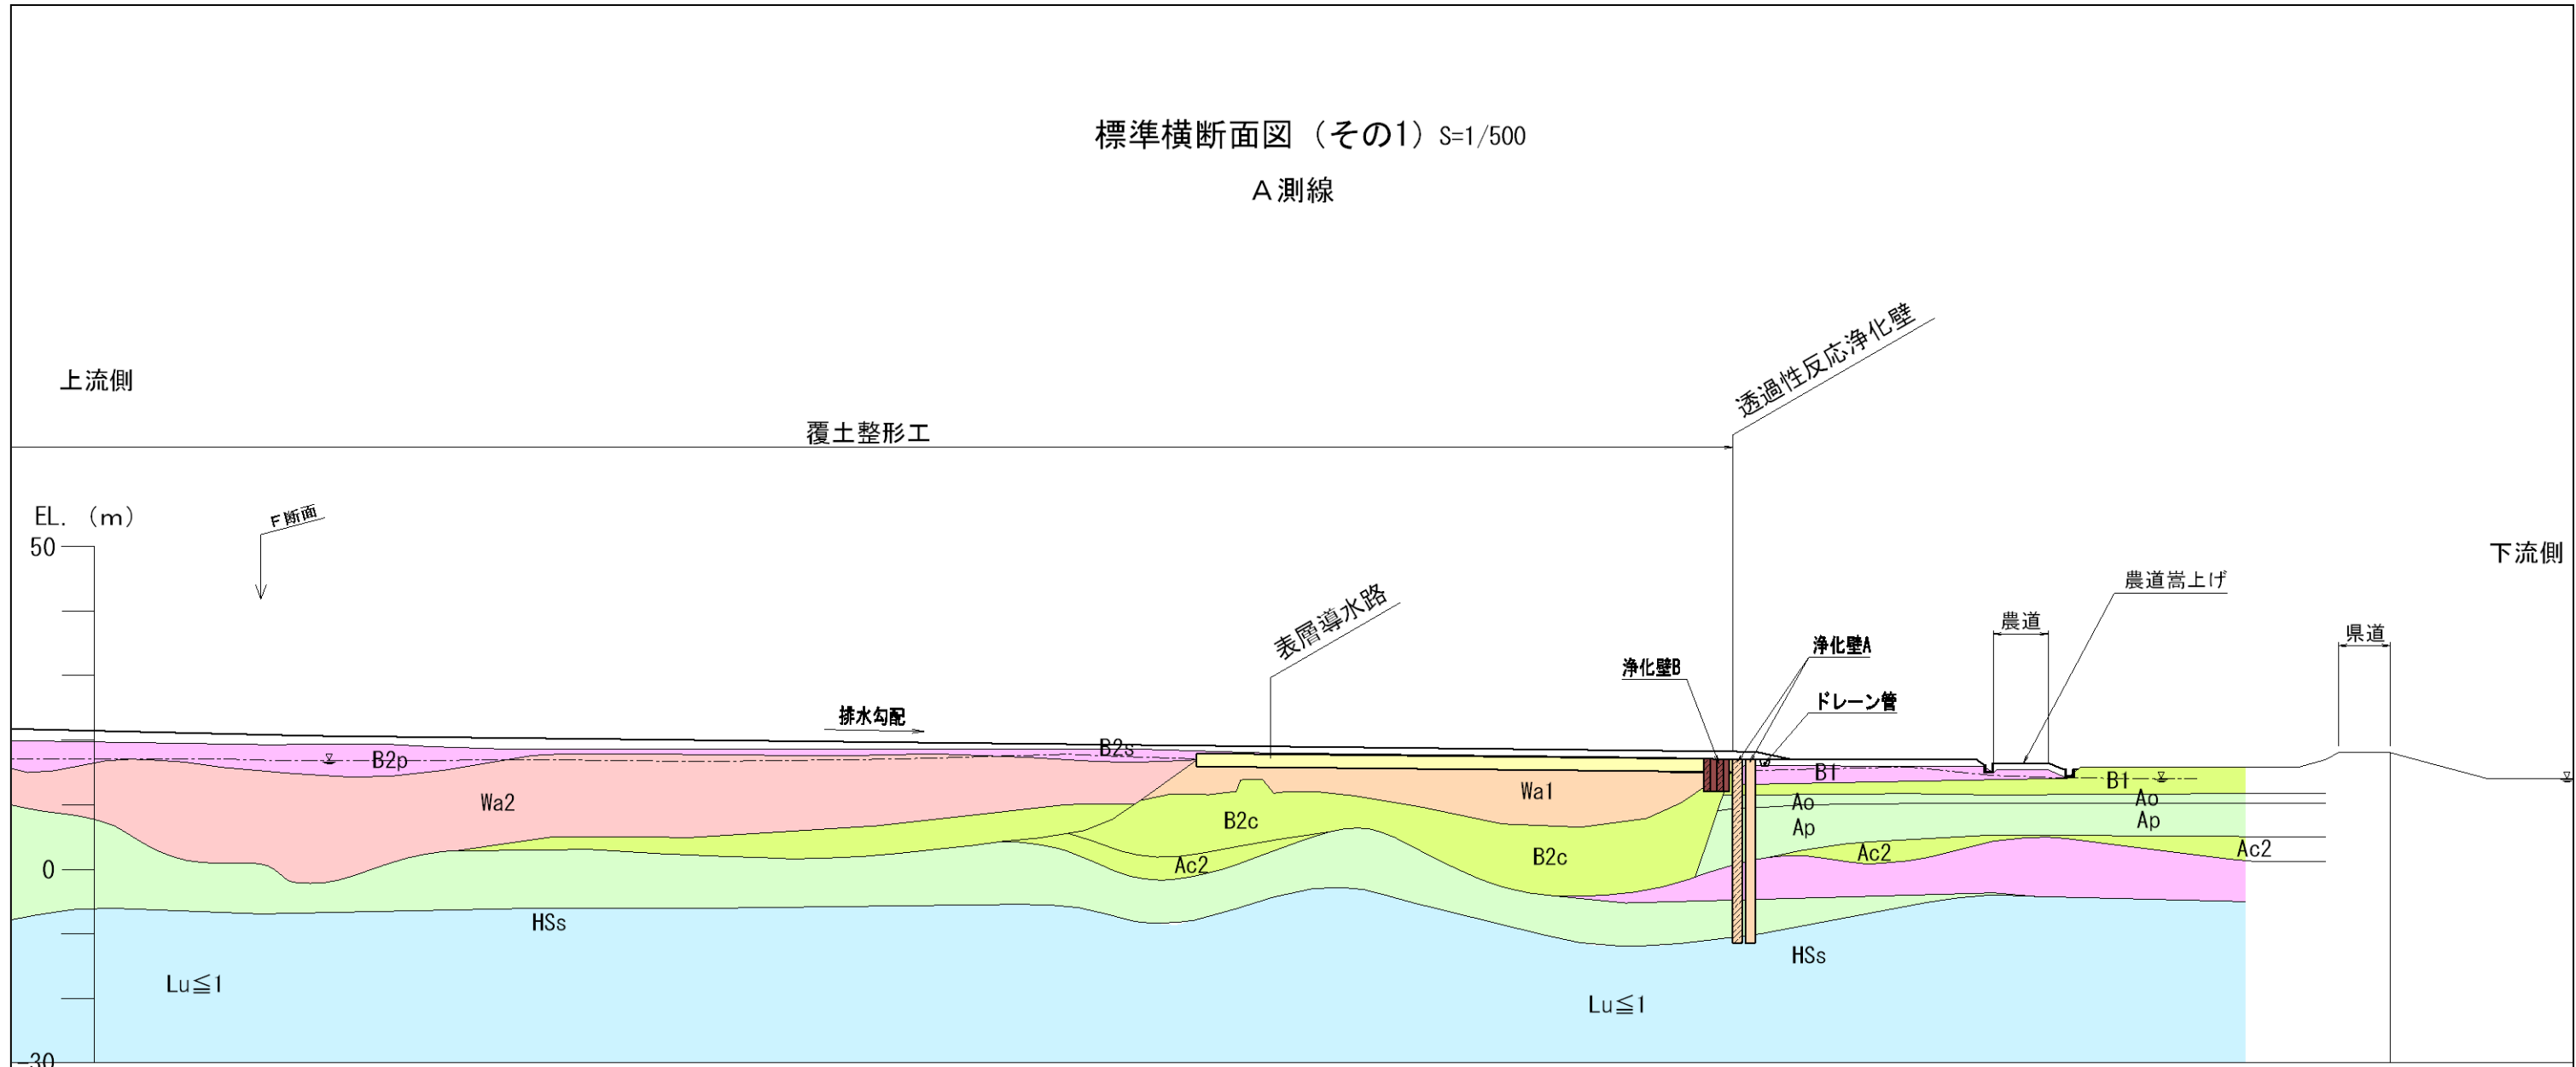 標準横断面図（その1）S=1/500
A測線
透過性反応浄化壁
上流側
覆土整形工
EL.（m）
F断面
50
下流側
農道嵩上げ
表層導水路
農道
県道
浄化壁A
浄化壁B
ドレーン管
排水勾配
B2s
B2p
B1
B1
Wa2
Wa1
Ao
Ao
B2c
Ap
Ap
B2c
Ac2
Ac2
Ac2
0
HSs
HSs
Lu≦1
Lu≦1
-30